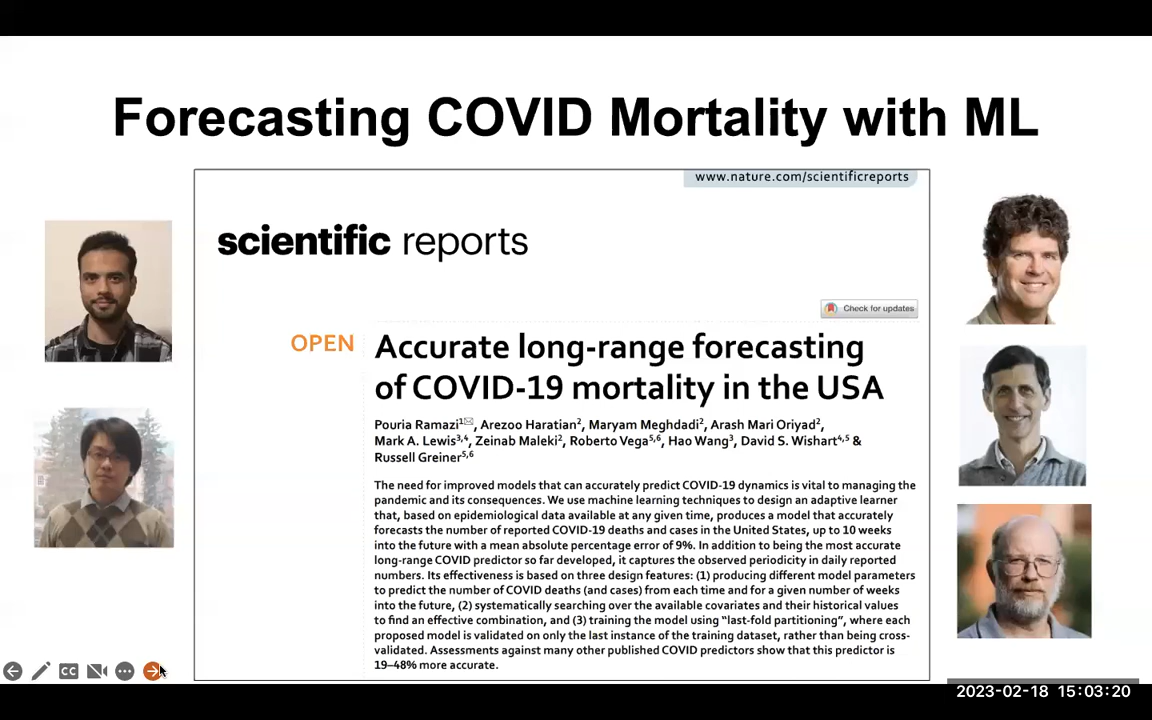 Forecasting COVID Mortality with ML
www.nature.com/scientificreports
scientific reports
Check for updates
OPEN
Accurate long-range forecasting
of COVID-19 mortality in the USA
Pouria Ramazi1✉, Arezoo Haratian2, Maryam Meghdadi2, Arash Mari Oriyad2,
Mark A. Lewis3,4, Zeinab Maleki2, Roberto Vega5,6, Hao Wang3, David S. Wishart4,5 &
Russell Greiner5,6
The need for improved models that can accurately predict COVID-19 dynamics is vital to managing the
pandemic and its consequences. We use machine learning techniques to design an adaptive learner
that, based on epidemiological data available at any given time, produces a model that accurately
forecasts the number of reported COVID-19 deaths and cases in the United States, up to 10 weeks
into the future with a mean absolute percentage error of 9%. In addition to being the most accurate
long-range COVID predictor so far developed, it captures the observed periodicity in daily reported
numbers. Its effectiveness is based on three design features: (1) producing different model parameters
to predict the number of COVID deaths (and cases) from each time and for a given number of weeks
into the future, (2) systematically searching over the available covariates and their historical values
to find an effective combination, and (3) training the model using “last-fold partitioning”, where each
proposed model is validated on only the last instance of the training dataset, rather than being cross-
validated. Assessments against many other published COVID predictors show that this predictor is
19–48% more accurate.
CC
2023-02-18 15:03:20